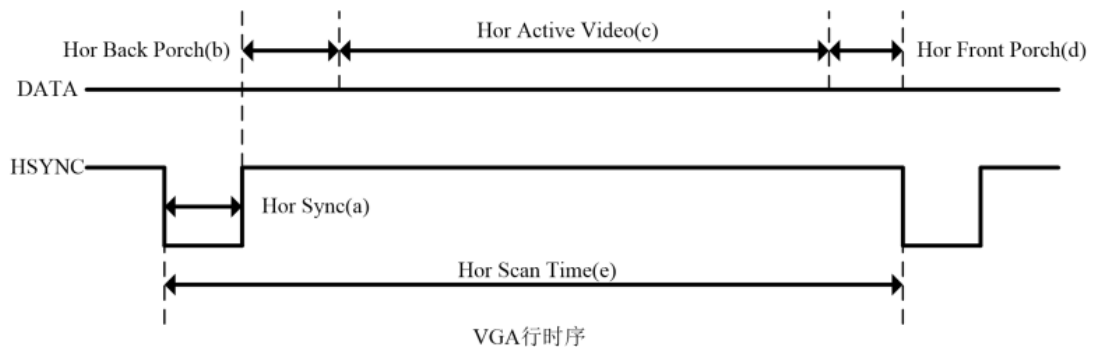 Hor Active Video(c)
Hor Back Porch(b)
Hor Front Porch(d)
DATA
HSYNC
Hor Sync(a)
Hor Scan Time(e)
VGA行时序